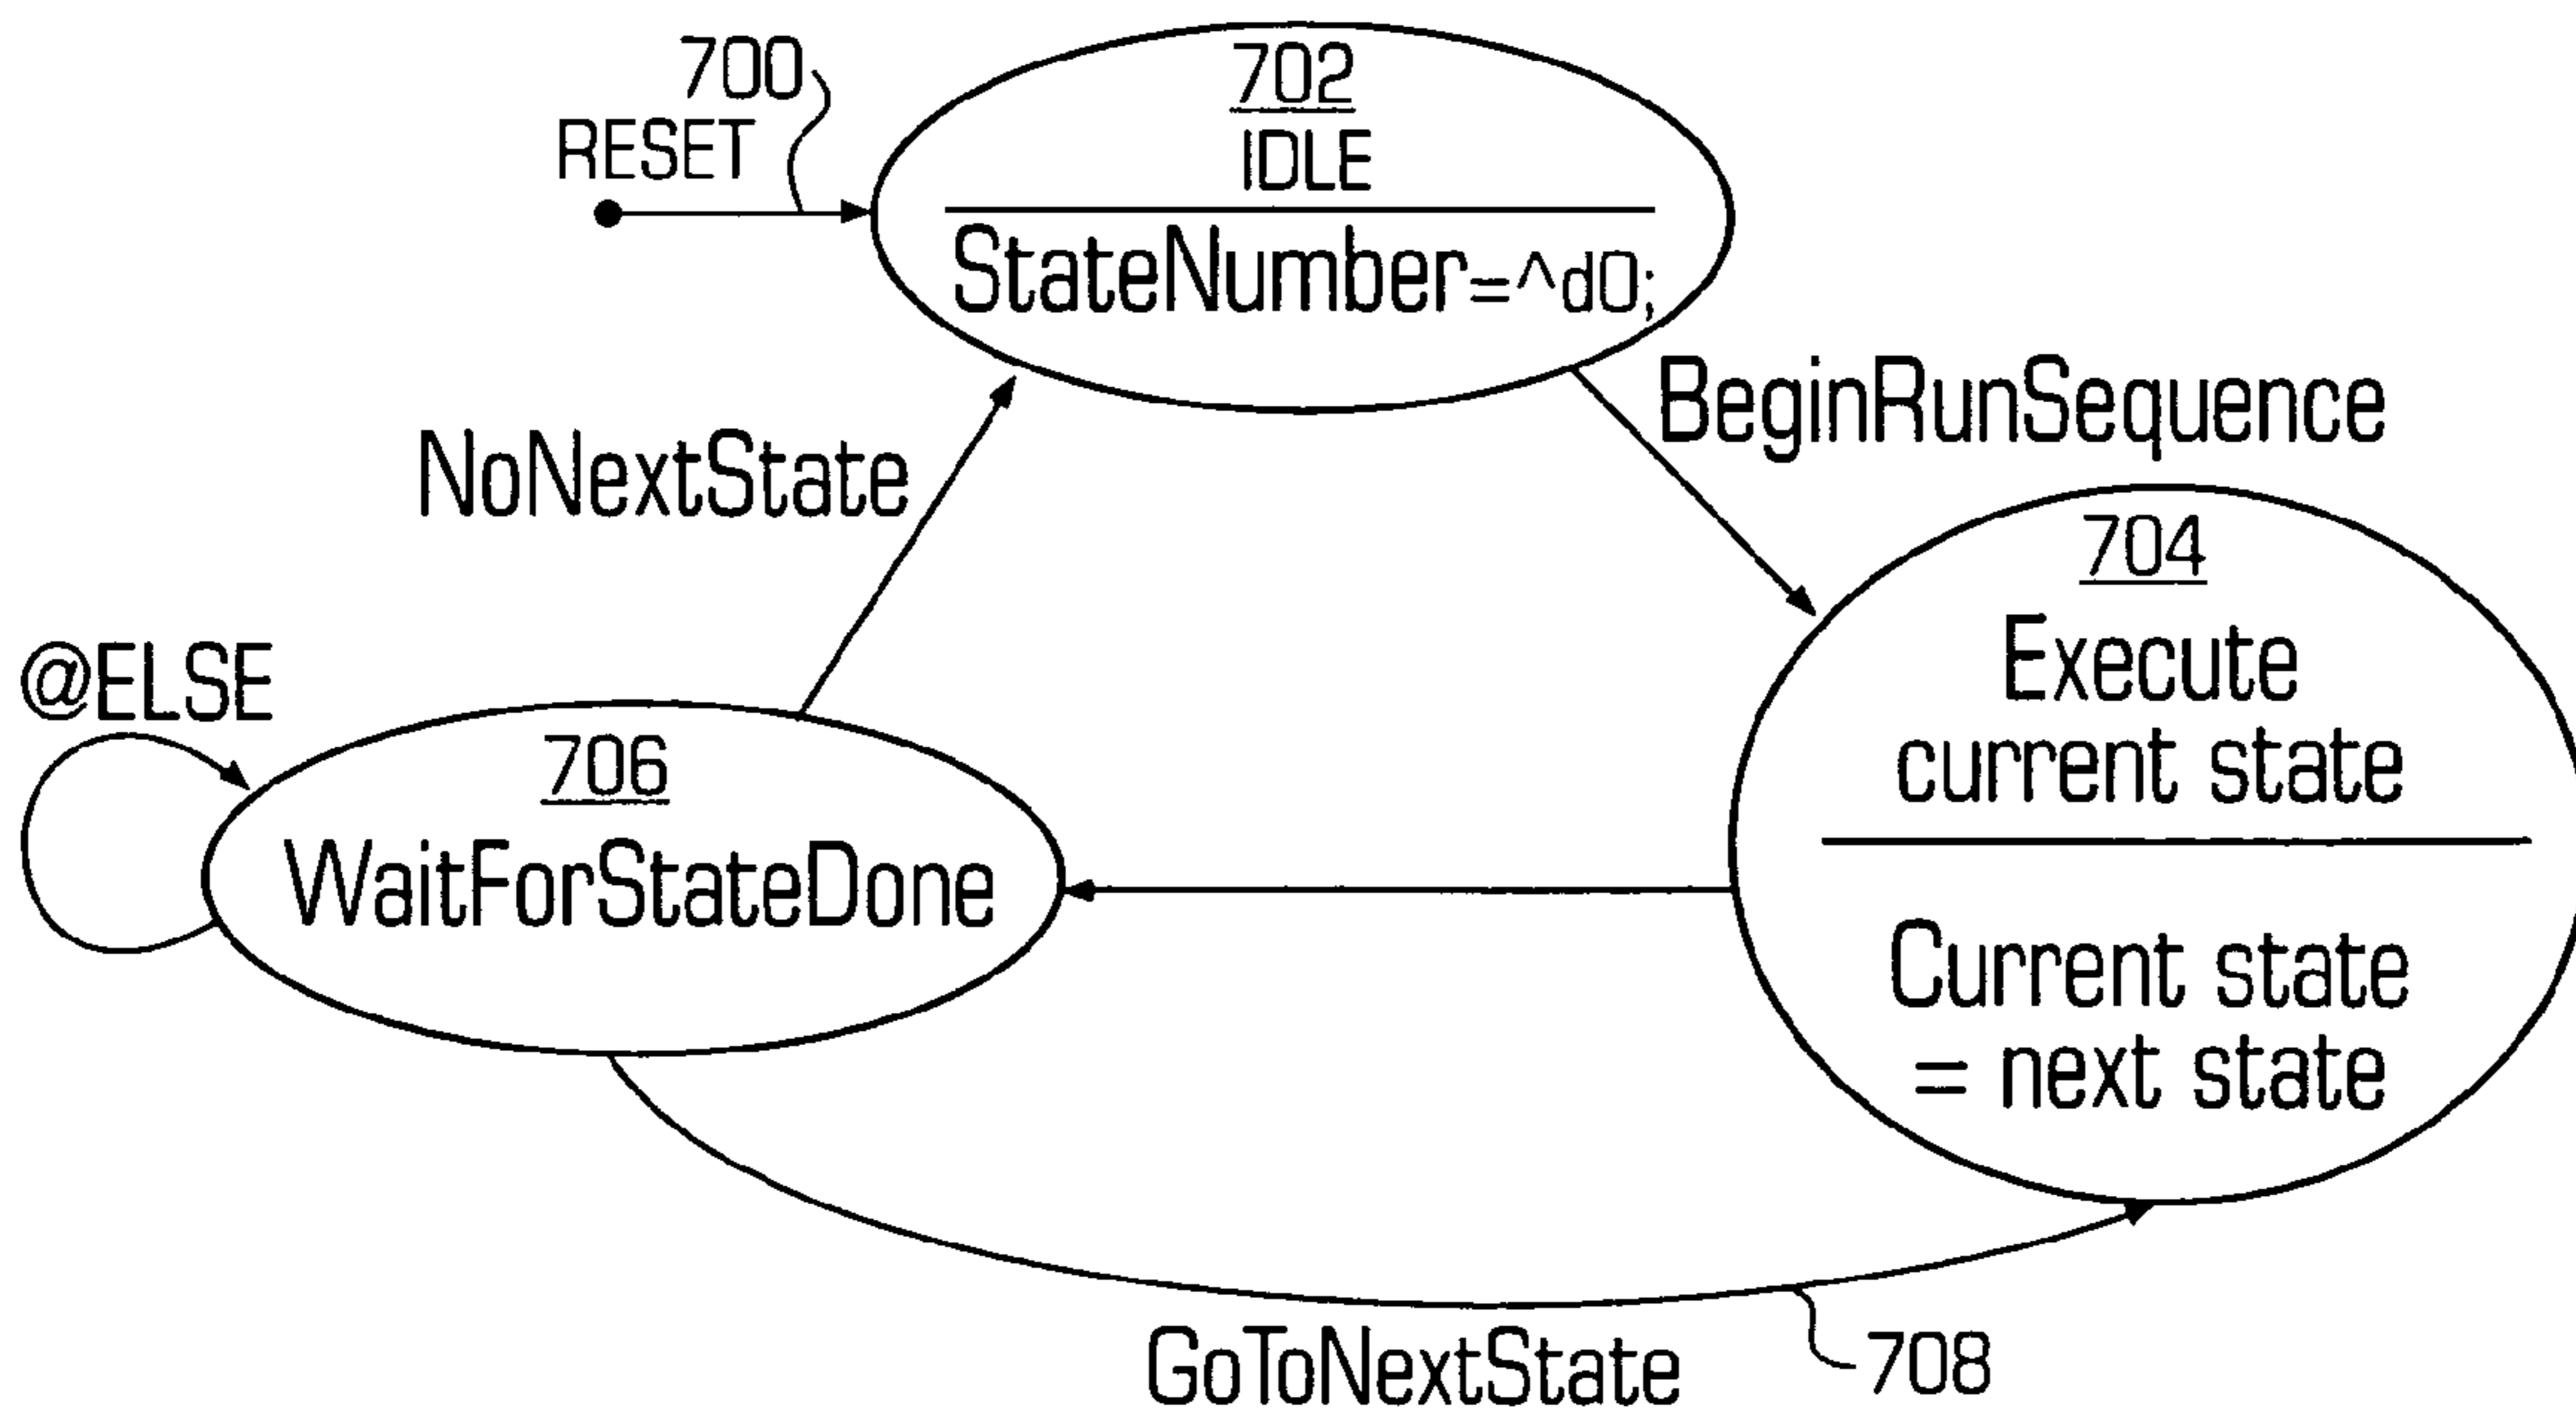 700
RESET
702
IDLE
StateNumber=^d0;
BeginRunSequence
NoNextState
704
Execute
current state
Current state
= next state
@ELSE
706
WaitForStateDone
GoToNextState
708